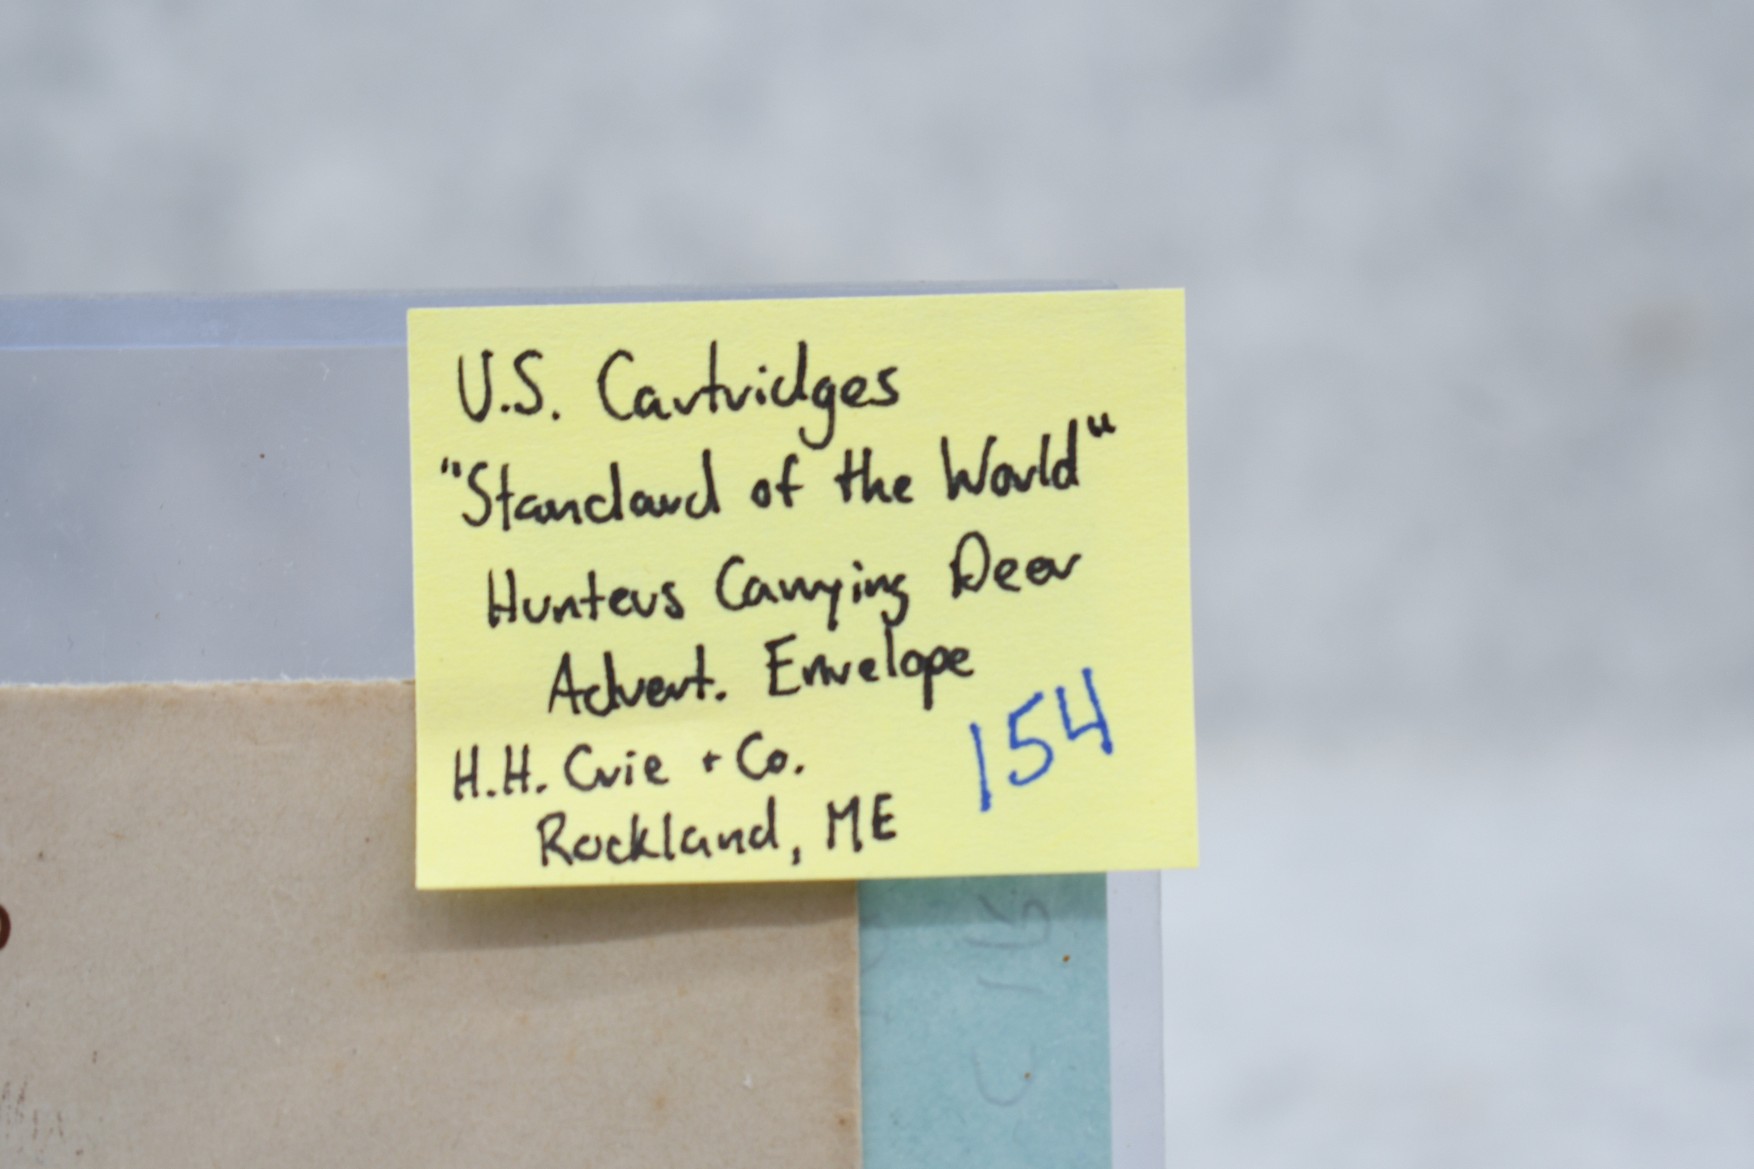 U.S. Cartridges
"Standard of the World"
Hunters Carrying Deer
Advert. Envelope
H.H. Crie + Co.
Rockland, ME
154